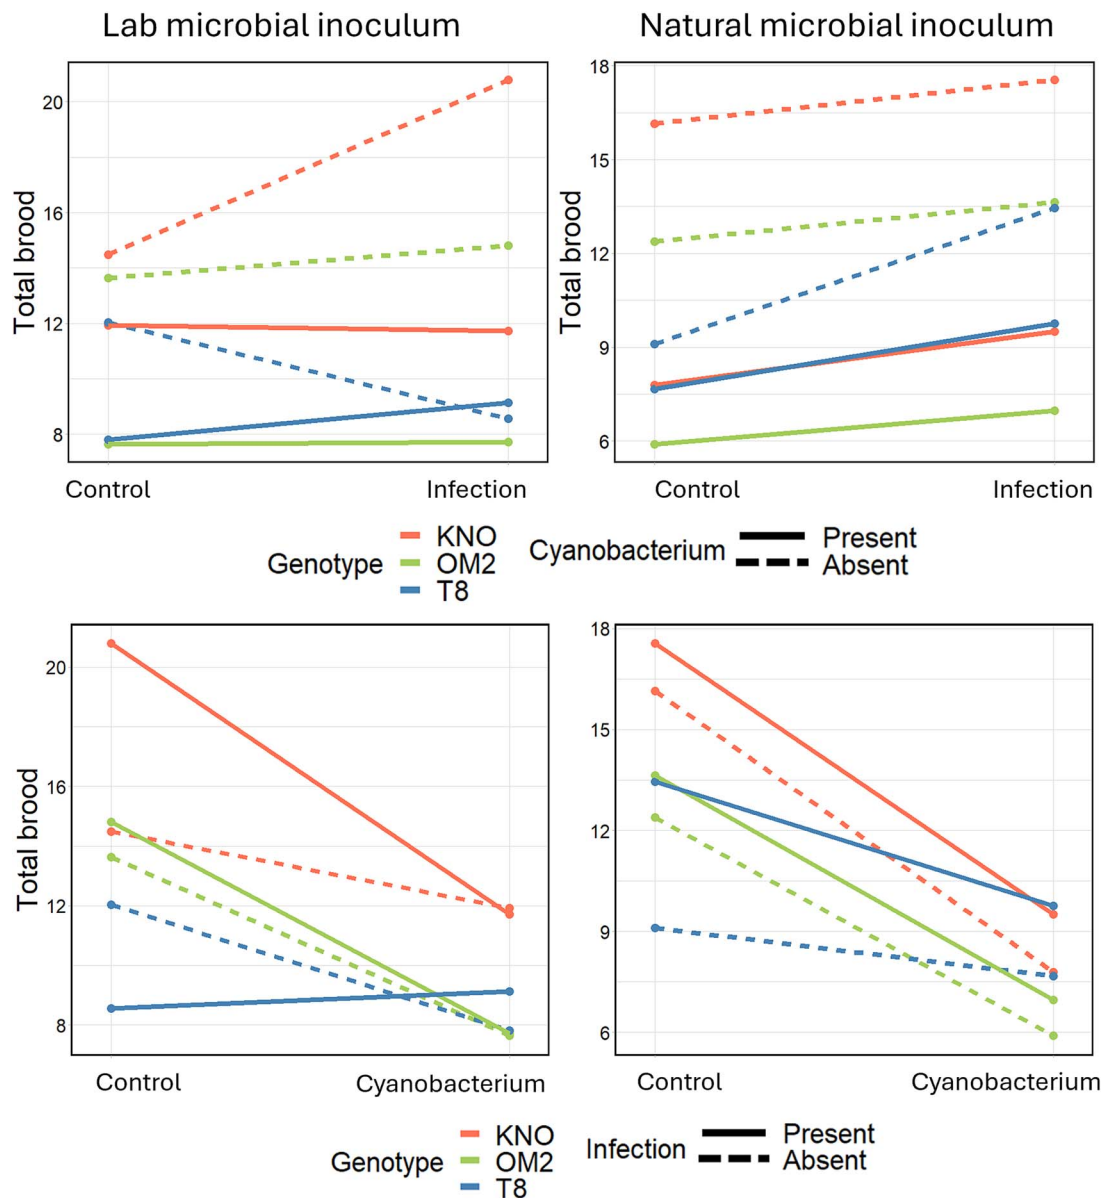 Lab microbial inoculum
Natural microbial inoculum
Total brood
20
16
12
8
Control
Infection
Total brood
18
15
12
9
6
Control
Infection
Genotype
KNO
OM2
T8
Cyanobacterium
Present
Absent
Total brood
20
16
12
8
Control
Cyanobacterium
18
15
12
9
6
Control
Cyanobacterium
Genotype
KNO
OM2
T8
Infection
Present
Absent